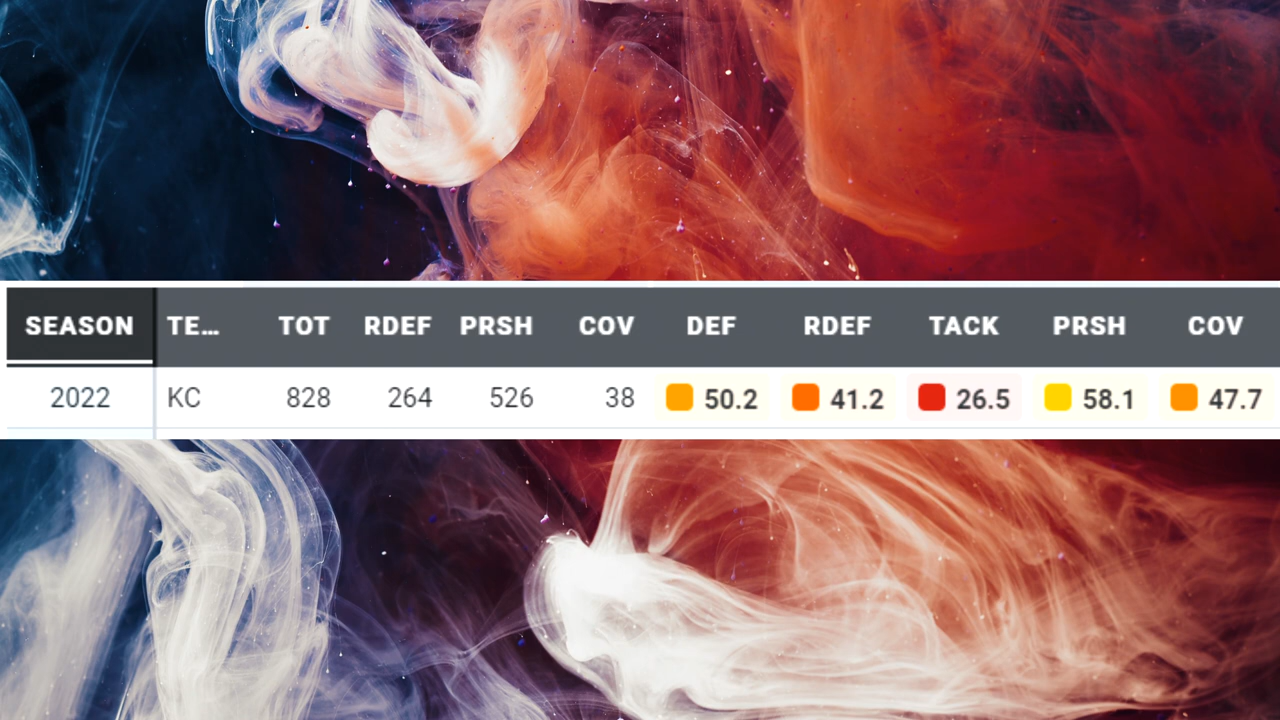 SEASON TE... TOT RDEF PRSH COV DEF RDEF TACK PRSH COV
2022 KC 828 264 526 38 50.2 41.2 26.5 58.1 47.7